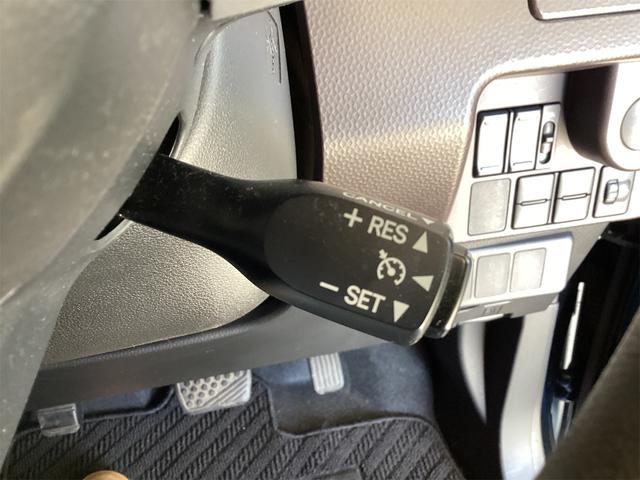 CANCEL
+ RES ▲
◀
− SET ▼